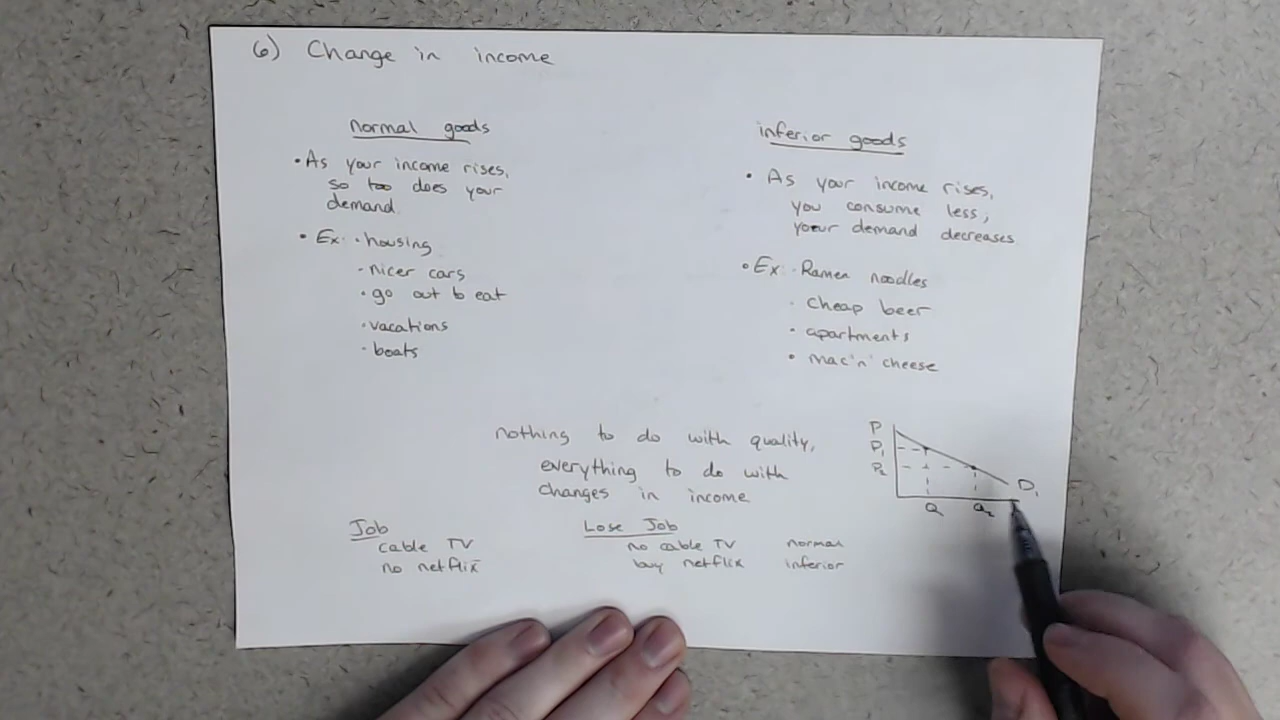 6) Change in income
normal goods
• As your income rises,
so too does your
demand.
• Ex: • housing
• nicer cars
• go out to eat
• vacations
• boats
inferior goods
• As your income rises,
you consume less,
your demand decreases
• Ex: • Ramen noodles
• cheap beer
• apartments
• mac'n'cheese
nothing to do with quality,
everything to do with
changes in income
Job
cable TV
no netflix
Lose Job
no cable TV normal
buy netflix inferior
P
P1
P2
D1
Q1 Q2